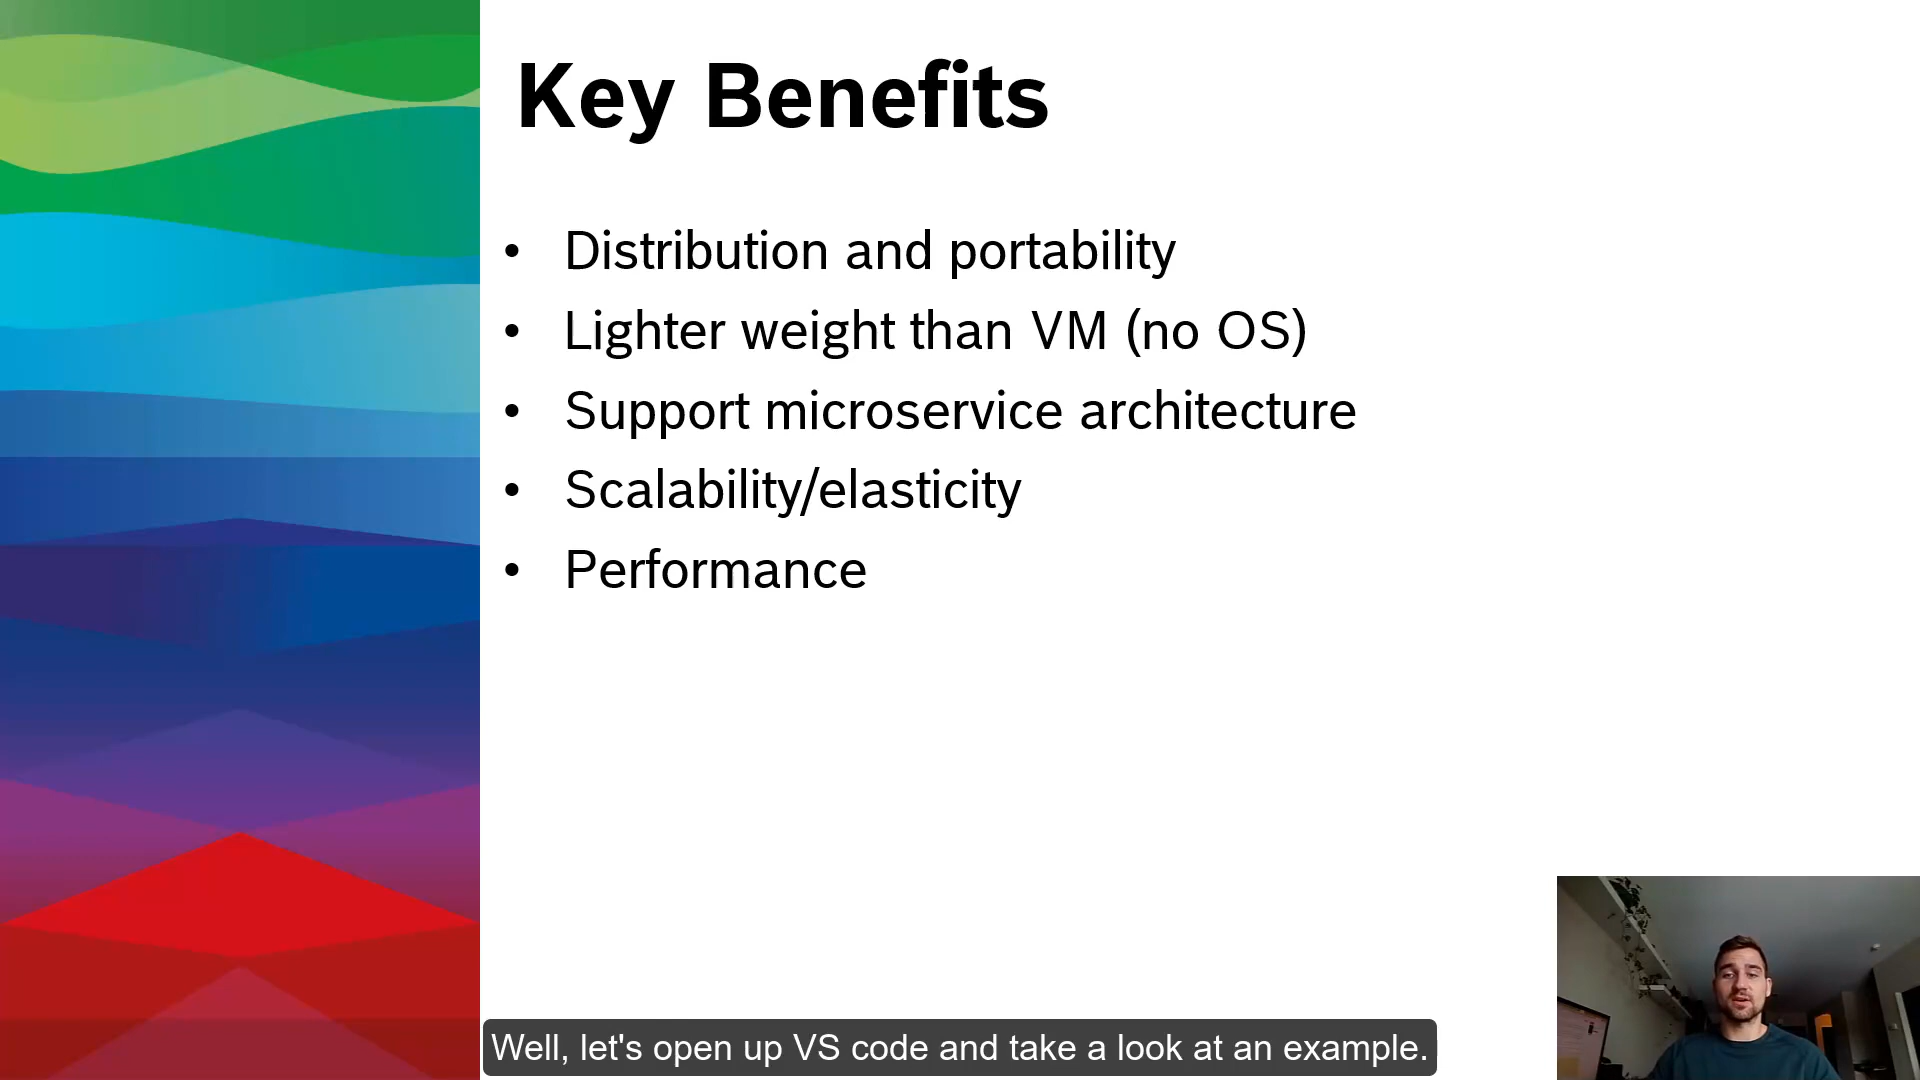 Key Benefits
• Distribution and portability
• Lighter weight than VM (no OS)
• Support microservice architecture
• Scalability/elasticity
• Performance
Well, let's open up VS code and take a look at an example.